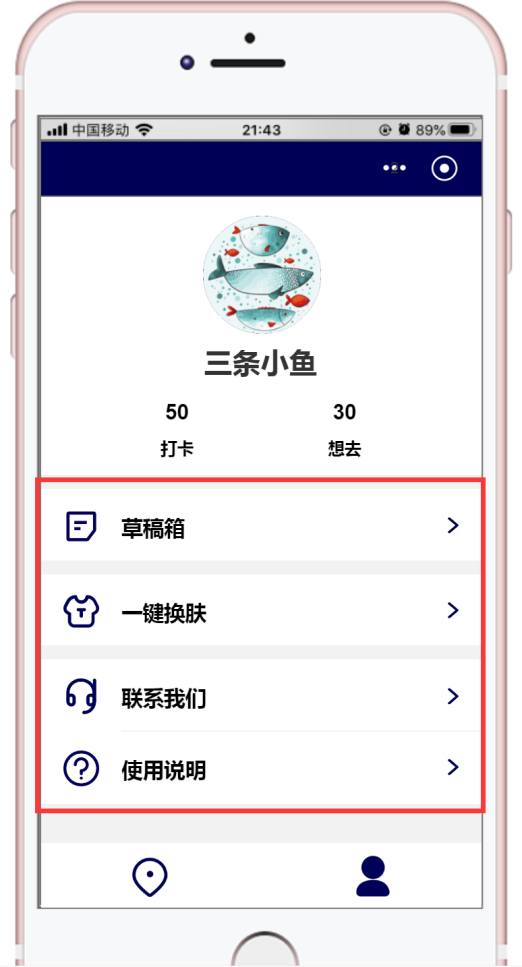 中国移动
21:43
89%
三条小鱼
50
30
打卡
想去
草稿箱
T
一键换肤
联系我们
?
使用说明